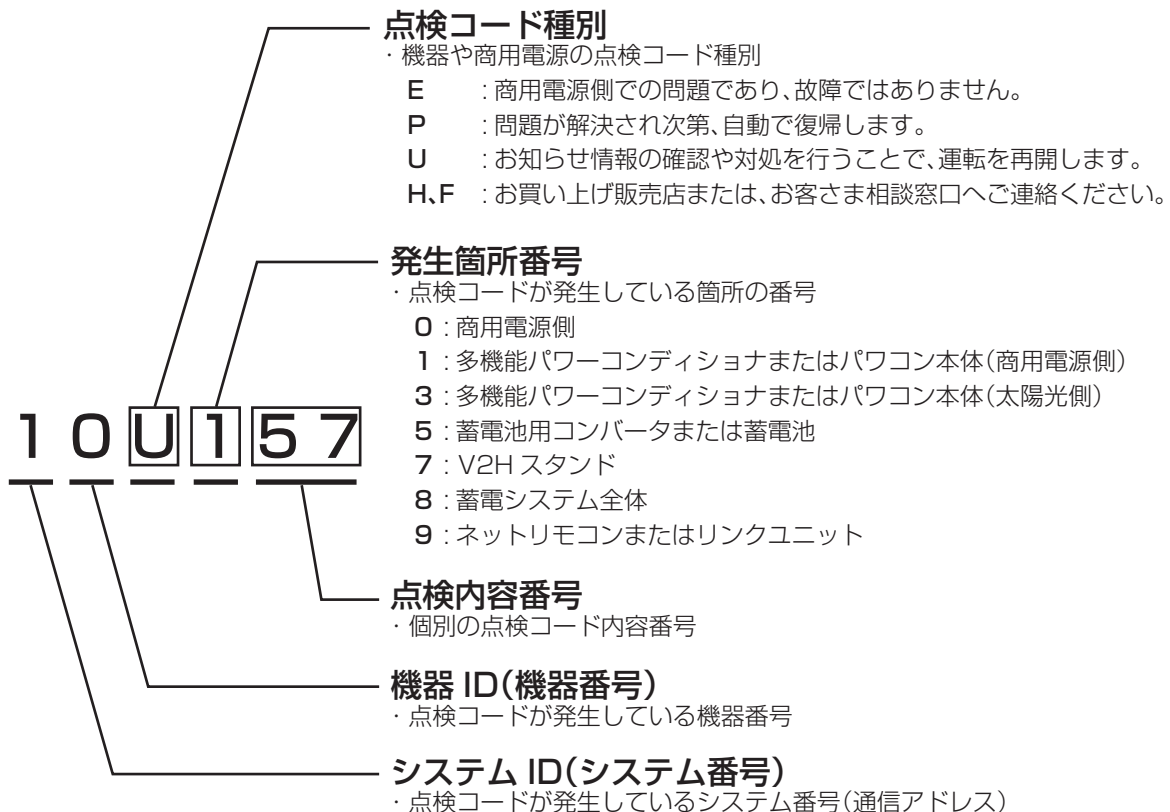 点検コード種別
・機器や商用電源の点検コード種別
E : 商用電源側での問題であり、故障ではありません。
P : 問題が解決され次第、自動で復帰します。
U : お知らせ情報の確認や対処を行うことで、運転を再開します。
H、F : お買い上げ販売店または、お客さま相談窓口へご連絡ください。
発生箇所番号
・点検コードが発生している箇所の番号
0 : 商用電源側
1 : 多機能パワーコンディショナまたはパワコン本体(商用電源側)
3 : 多機能パワーコンディショナまたはパワコン本体(太陽光側)
5 : 蓄電池用コンバータまたは蓄電池
7 : V2H スタンド
8 : 蓄電システム全体
9 : ネットリモコンまたはリンクユニット
1 0 U 1 5 7
点検内容番号
・個別の点検コード内容番号
機器 ID(機器番号)
・点検コードが発生している機器番号
システム ID(システム番号)
・点検コードが発生しているシステム番号(通信アドレス)